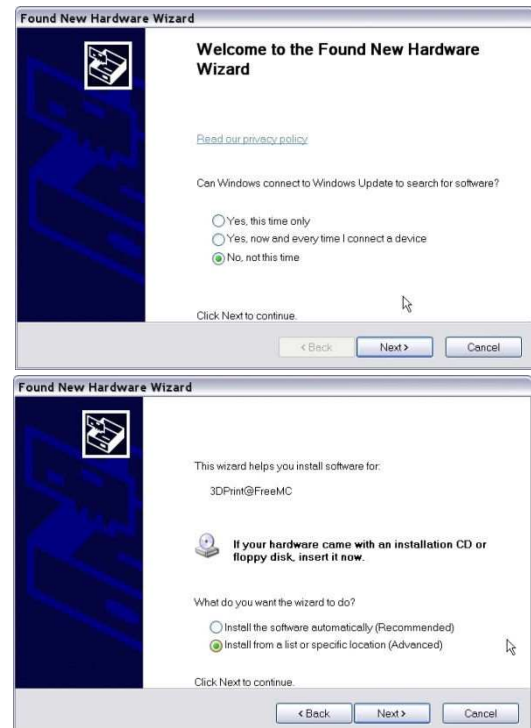 Found New Hardware Wizard
Welcome to the Found New Hardware
Wizard
Read our privacy policy
Can Windows connect to Windows Update to search for software?
Yes, this time only
Yes, now and every time I connect a device
No, not this time
Click Next to continue.
< Back
Next >
Cancel
Found New Hardware Wizard
This wizard helps you install software for:
3DPrint@FreeMC
If your hardware came with an installation CD or
floppy disk, insert it now.
What do you want the wizard to do?
Install the software automatically (Recommended)
Install from a list or specific location (Advanced)
Click Next to continue.
< Back
Next >
Cancel